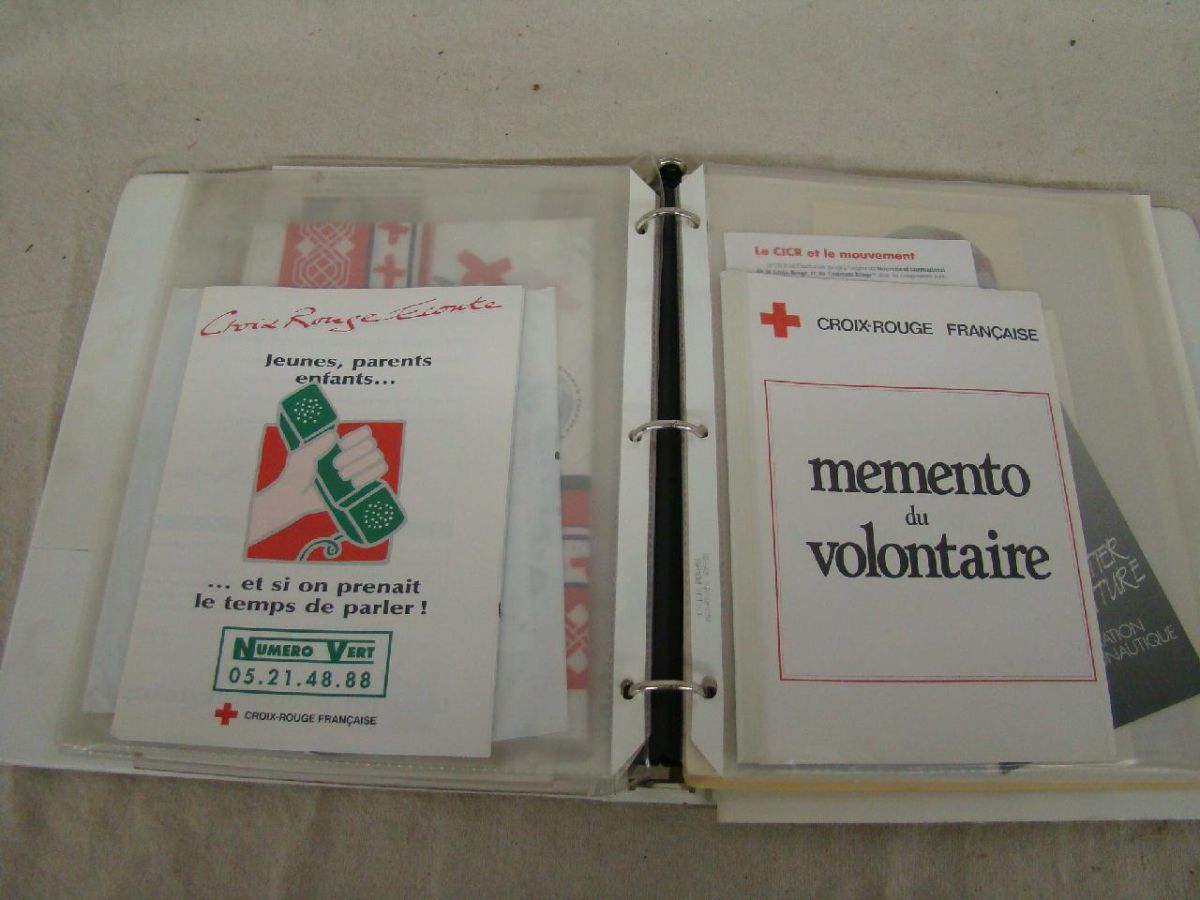 Croix Rouge Écoute
Jeunes, parents
enfants...
... et si on prenait
le temps de parler !
NUMERO VERT
05.21.48.88
CROIX-ROUGE FRANÇAISE
Le CICR et le mouvement
CROIX-ROUGE FRANÇAISE
memento
du
volontaire